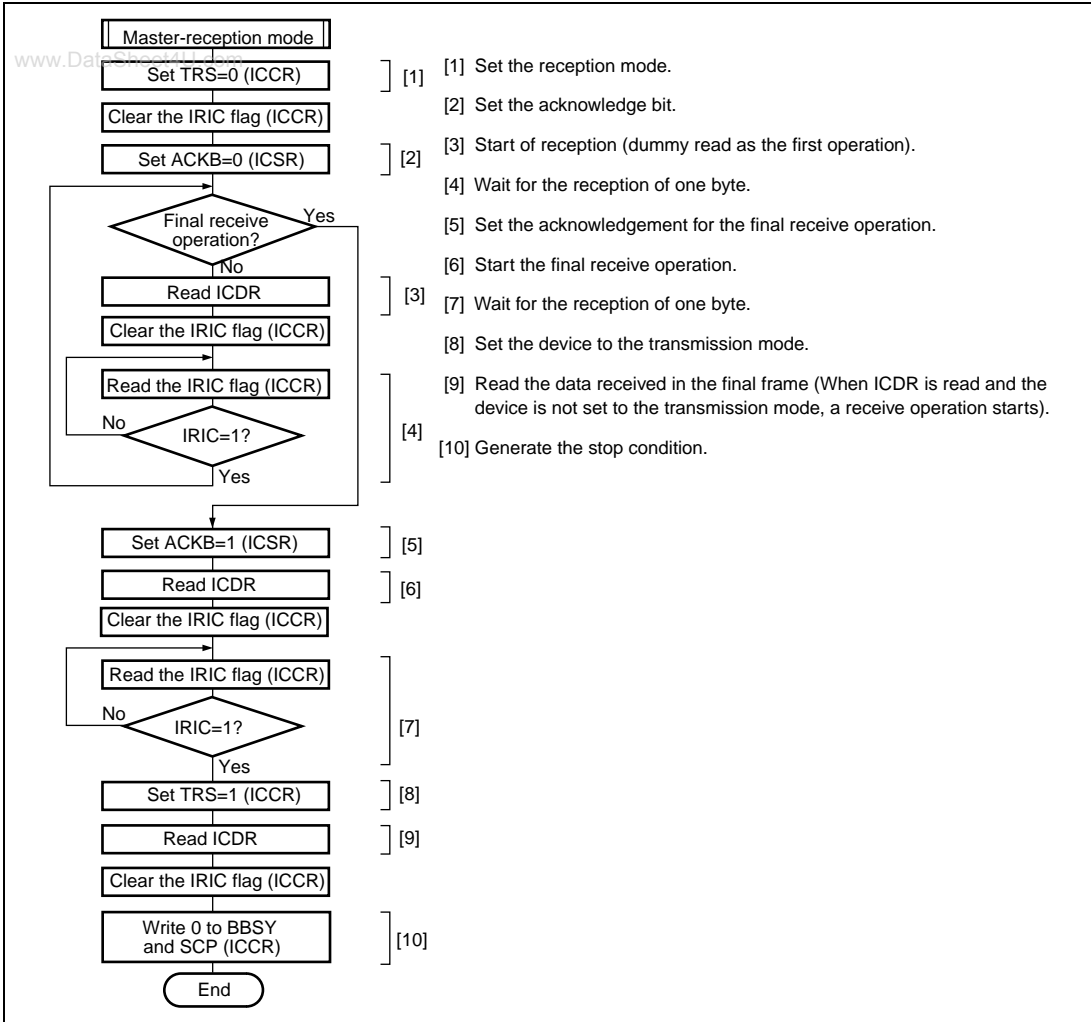 Master-reception mode
www.DataSheet4U.com
Set TRS=0 (ICCR)
[1]
Clear the IRIC flag (ICCR)
Set ACKB=0 (ICSR)
[2]
Final receive
operation?
Yes
No
Read ICDR
[3]
Clear the IRIC flag (ICCR)
Read the IRIC flag (ICCR)
No
IRIC=1?
[4]
Yes
Set ACKB=1 (ICSR)
[5]
Read ICDR
[6]
Clear the IRIC flag (ICCR)
Read the IRIC flag (ICCR)
No
IRIC=1?
[7]
Yes
Set TRS=1 (ICCR)
[8]
Read ICDR
[9]
Clear the IRIC flag (ICCR)
Write 0 to BBSY
and SCP (ICCR)
[10]
End
[1] Set the reception mode.
[2] Set the acknowledge bit.
[3] Start of reception (dummy read as the first operation).
[4] Wait for the reception of one byte.
[5] Set the acknowledgement for the final receive operation.
[6] Start the final receive operation.
[7] Wait for the reception of one byte.
[8] Set the device to the transmission mode.
[9] Read the data received in the final frame (When ICDR is read and the
device is not set to the transmission mode, a receive operation starts).
[10] Generate the stop condition.